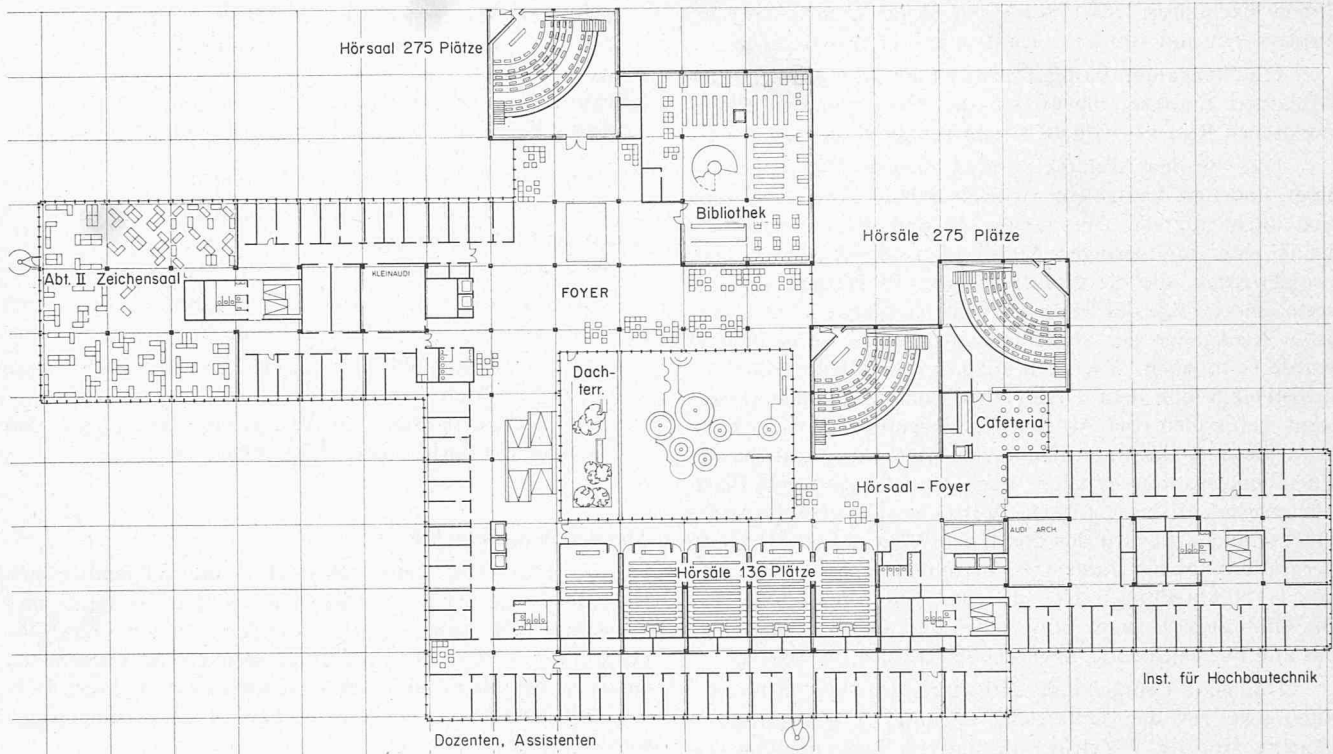 Hörsaal 275 Plätze
Bibliothek
Hörsäle 275 Plätze
Abt. II Zeichensaal
KLEINAUDI
FOYER
Dach-
terr.
Cafeteria
Hörsaal-Foyer
AUDI ARCH.
Hörsäle 136 Plätze
Inst. für Hochbautechnik
Dozenten, Assistenten